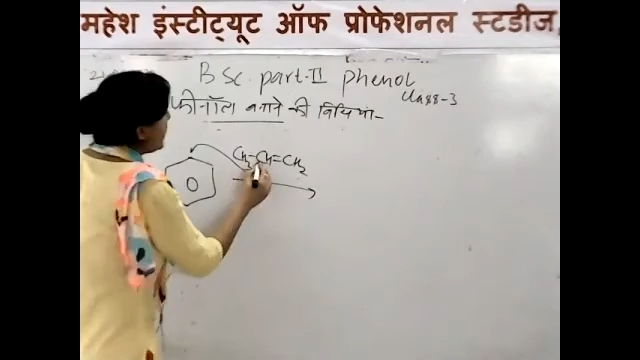 महेश इंस्टीट्यूट ऑफ प्रोफेशनल स्टडीज,
BSc part-II phenol
class-3
फीनॉल बनाने की विधियां-
CH₃-CH=CH₂